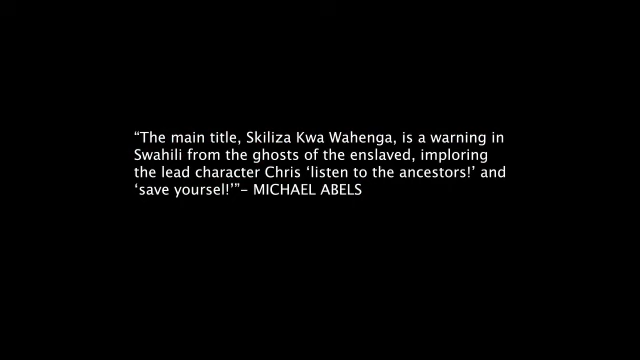 “The main title, Skiliza Kwa Wahenga, is a warning in
Swahili from the ghosts of the enslaved, imploring
the lead character Chris ‘listen to the ancestors!’ and
‘save yoursel!’”– MICHAEL ABELS